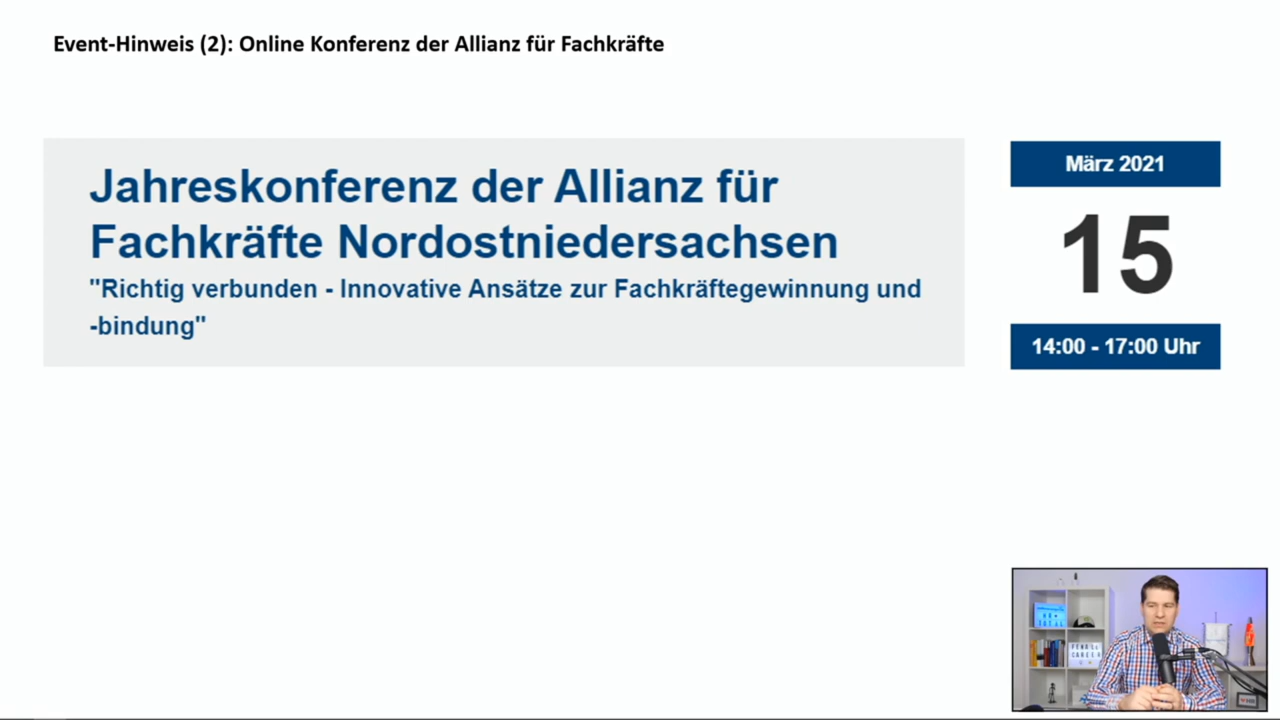 Event-Hinweis (2): Online Konferenz der Allianz für Fachkräfte
Jahreskonferenz der Allianz für
Fachkräfte Nordostniedersachsen
"Richtig verbunden - Innovative Ansätze zur Fachkräftegewinnung und
-bindung"
März 2021
15
14:00 - 17:00 Uhr